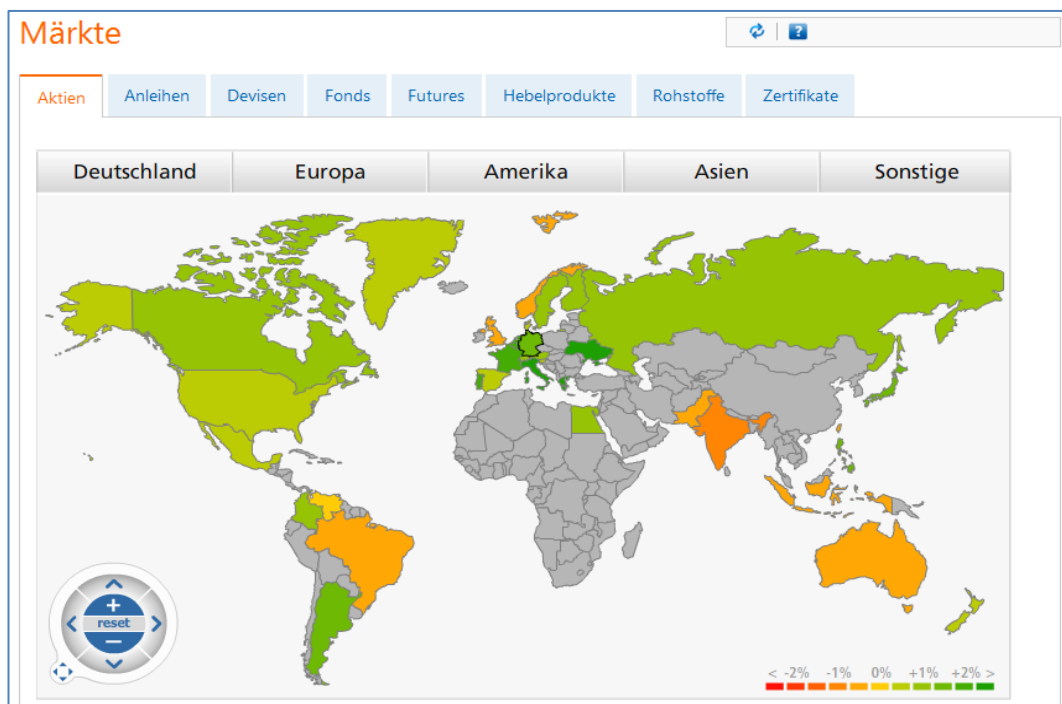 Märkte
?
Aktien Anleihen Devisen Fonds Futures Hebelprodukte Rohstoffe Zertifikate
Deutschland Europa Amerika Asien Sonstige
+
reset
−
< -2% -1% 0% +1% +2% >